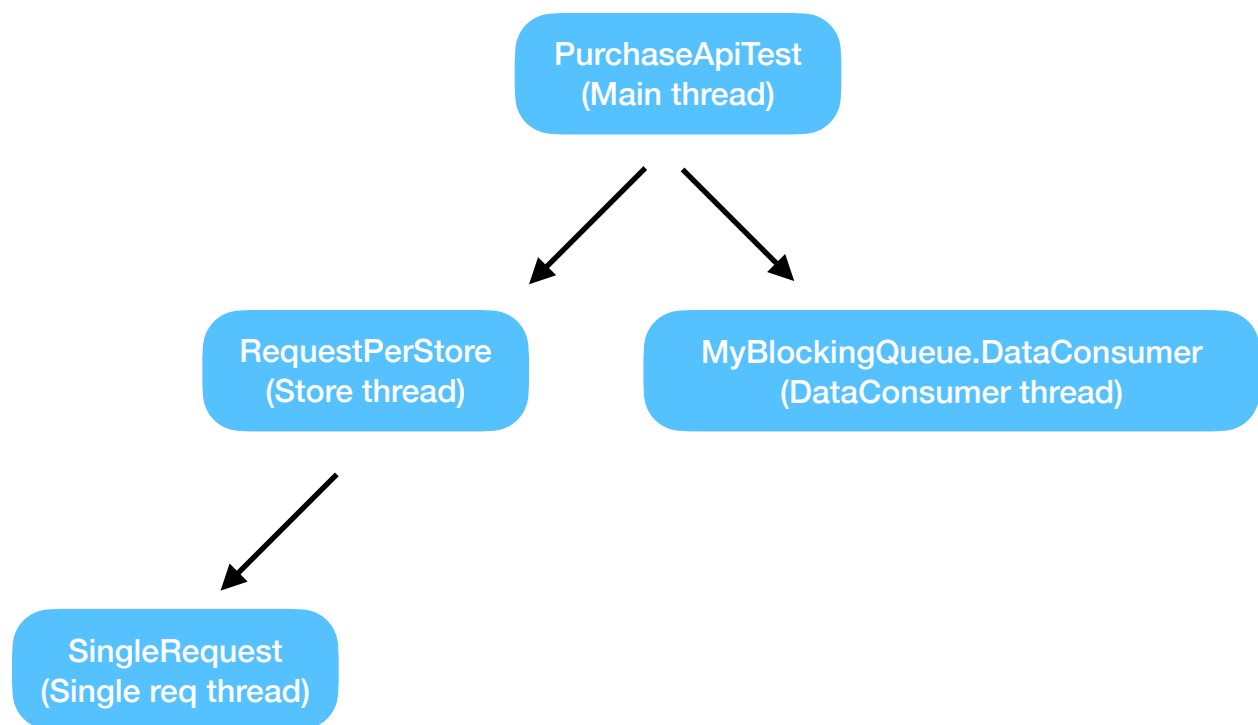 PurchaseApiTest
(Main thread)
RequestPerStore
(Store thread)
MyBlockingQueue.DataConsumer
(DataConsumer thread)
SingleRequest
(Single req thread)